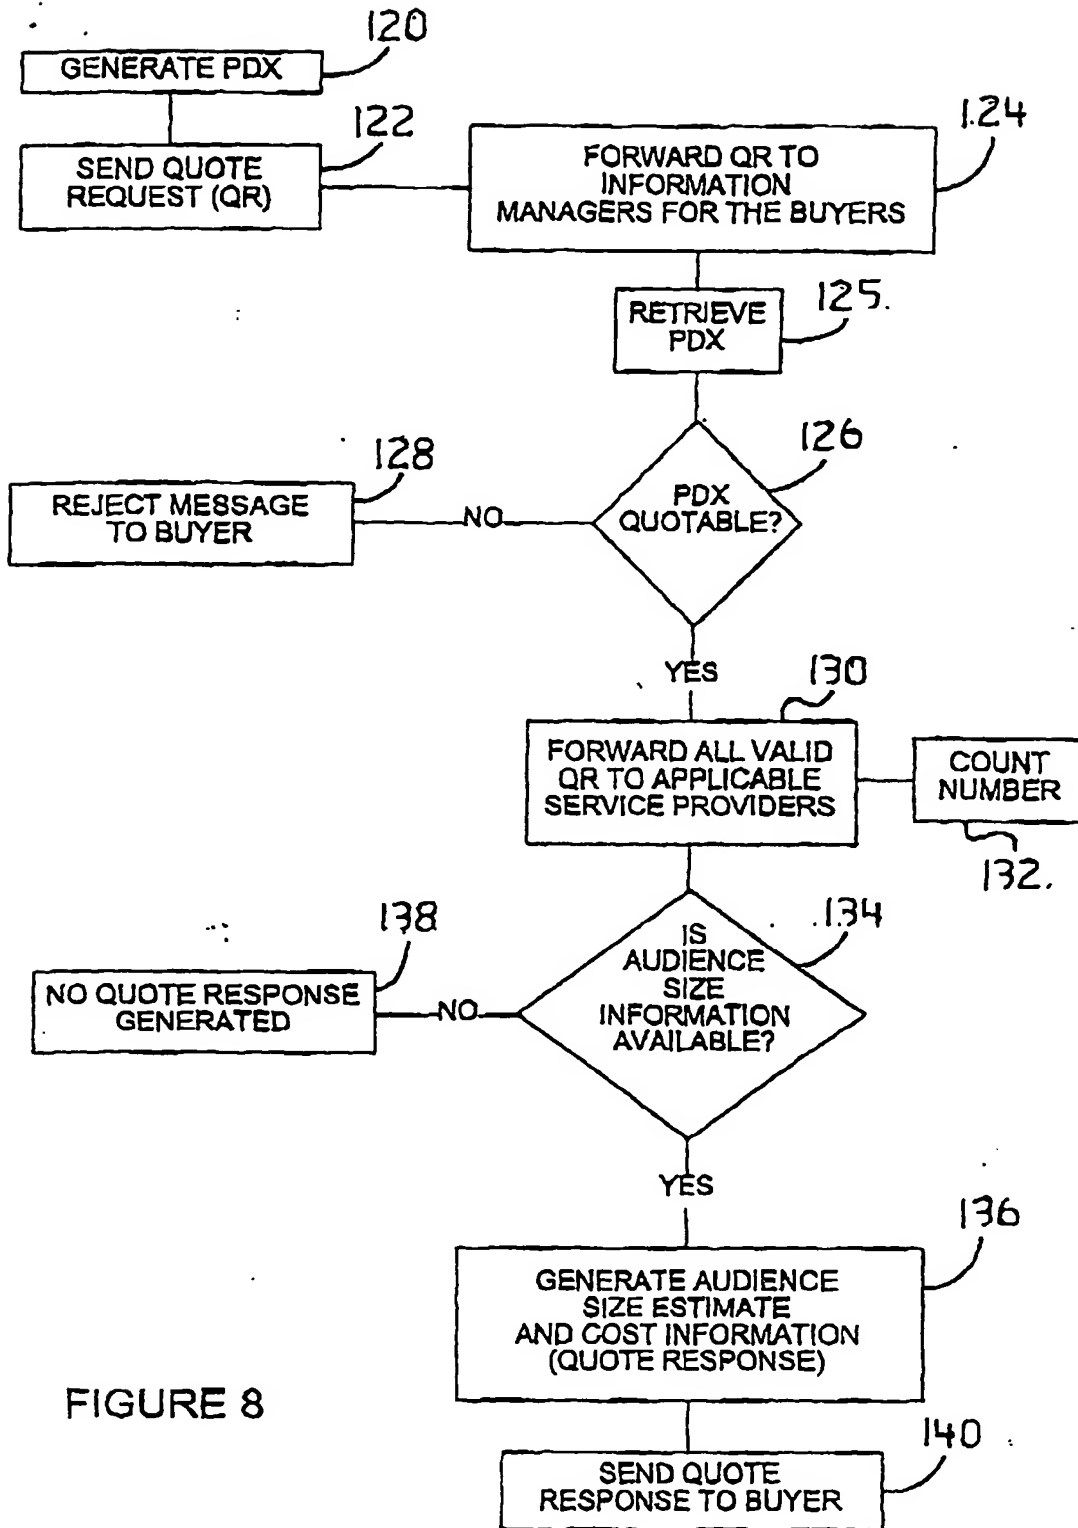 120
GENERATE PDX
122
SEND QUOTE
REQUEST (QR)
124
FORWARD QR TO
INFORMATION
MANAGERS FOR THE BUYERS
125
RETRIEVE
PDX
126
PDX
QUOTABLE?
128
REJECT MESSAGE
TO BUYER
NO
YES
130
FORWARD ALL VALID
QR TO APPLICABLE
SERVICE PROVIDERS
COUNT
NUMBER
132
134
IS
AUDIENCE
SIZE
INFORMATION
AVAILABLE?
138
NO QUOTE RESPONSE
GENERATED
NO
YES
136
GENERATE AUDIENCE
SIZE ESTIMATE
AND COST INFORMATION
(QUOTE RESPONSE)
FIGURE 8
140
SEND QUOTE
RESPONSE TO BUYER